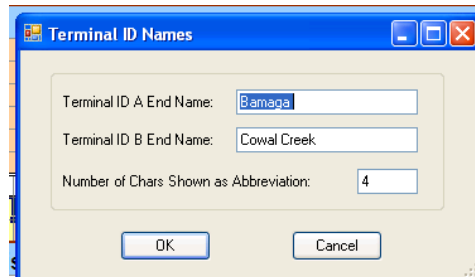 Terminal ID Names
Terminal ID A End Name: Bamaga
Terminal ID B End Name: Cowal Creek
Number of Chars Shown as Abbreviation: 4
OK Cancel